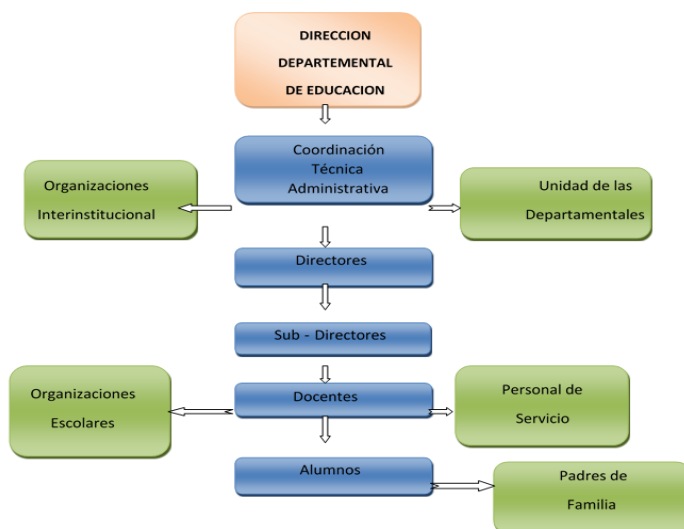 DIRECCION
DEPARTEMENTAL
DE EDUCACION
Coordinación
Técnica
Administrativa
Organizaciones
Interinstitucional
Unidad de las
Departamentales
Directores
Sub - Directores
Organizaciones
Escolares
Docentes
Personal de
Servicio
Alumnos
Padres de
Familia